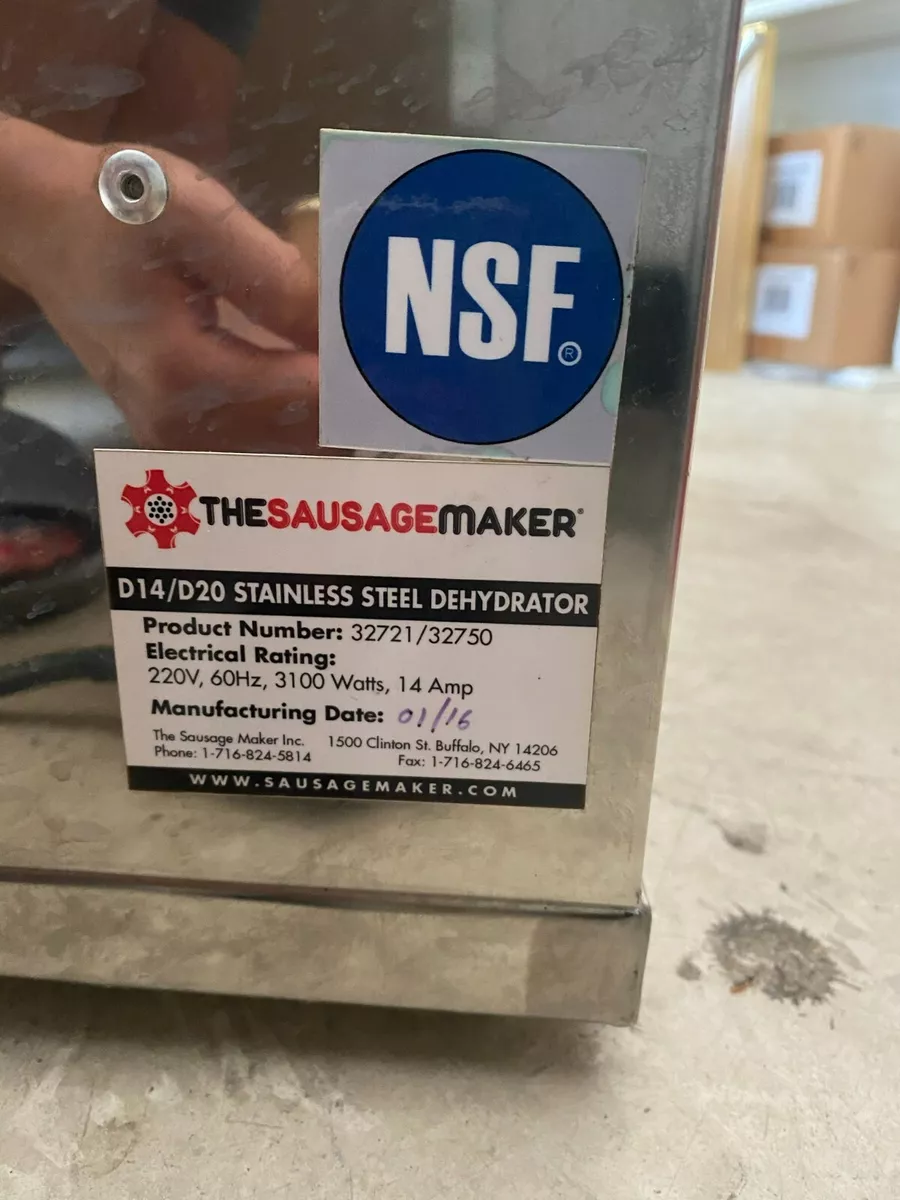 NSF®
THESAUSAGEMAKER®
D14/D20 STAINLESS STEEL DEHYDRATOR
Product Number: 32721/32750
Electrical Rating:
220V, 60Hz, 3100 Watts, 14 Amp
Manufacturing Date: 01/16
The Sausage Maker Inc. 1500 Clinton St. Buffalo, NY 14206
Phone: 1-716-824-5814 Fax: 1-716-824-6465
WWW.SAUSAGEMAKER.COM